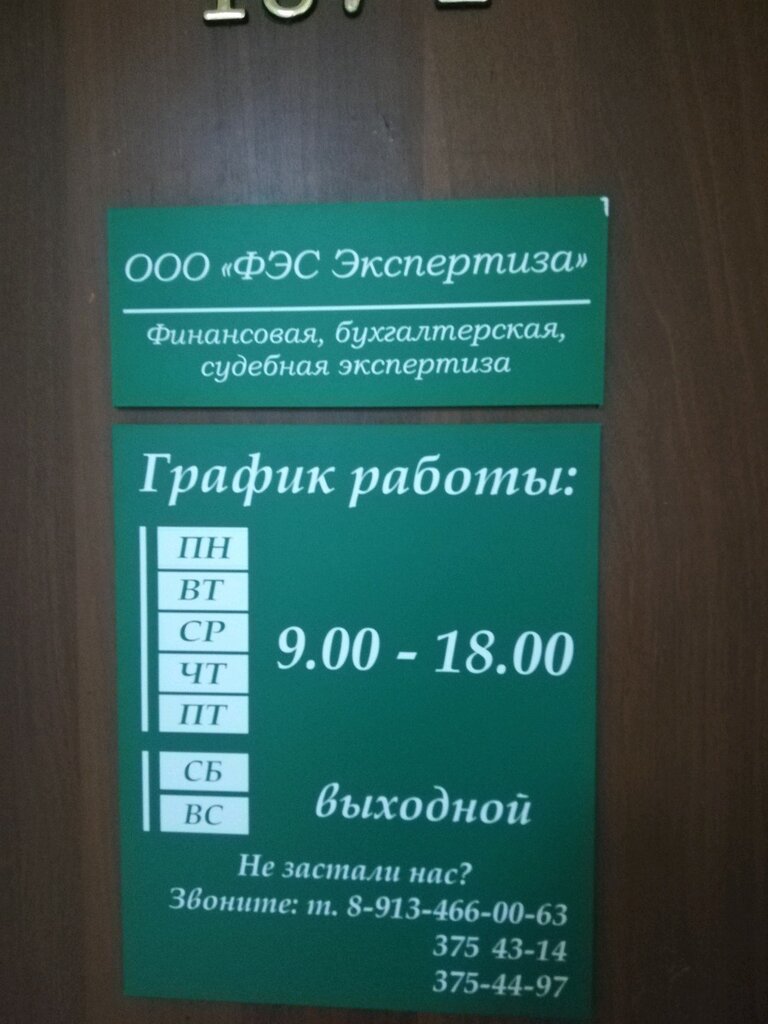 ООО «ФЭС Экспертиза»
Финансовая, бухгалтерская,
судебная экспертиза
График работы:
ПН
ВТ
СР
ЧТ
ПТ
9.00 - 18.00
СБ
ВС
выходной
Не застали нас?
Звоните: т. 8-913-466-00-63
375 43-14
375-44-97